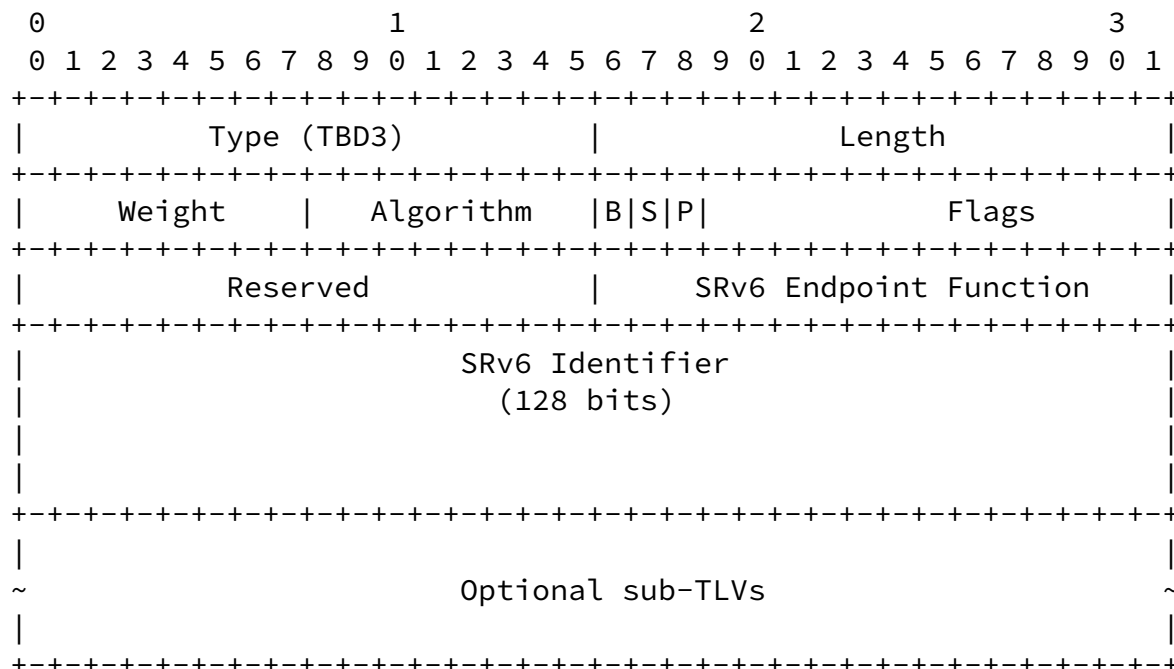 0                   1                   2                   3
 0 1 2 3 4 5 6 7 8 9 0 1 2 3 4 5 6 7 8 9 0 1 2 3 4 5 6 7 8 9 0 1
+-+-+-+-+-+-+-+-+-+-+-+-+-+-+-+-+-+-+-+-+-+-+-+-+-+-+-+-+-+-+-+-+
|          Type (TBD3)          |             Length            |
+-+-+-+-+-+-+-+-+-+-+-+-+-+-+-+-+-+-+-+-+-+-+-+-+-+-+-+-+-+-+-+-+
|     Weight    |   Algorithm   |B|S|P|             Flags       |
+-+-+-+-+-+-+-+-+-+-+-+-+-+-+-+-+-+-+-+-+-+-+-+-+-+-+-+-+-+-+-+-+
|           Reserved            |     SRv6 Endpoint Function    |
+-+-+-+-+-+-+-+-+-+-+-+-+-+-+-+-+-+-+-+-+-+-+-+-+-+-+-+-+-+-+-+-+
|                        SRv6 Identifier                        |
|                          (128 bits)                           |
|                                                               |
|                                                               |
+-+-+-+-+-+-+-+-+-+-+-+-+-+-+-+-+-+-+-+-+-+-+-+-+-+-+-+-+-+-+-+-+
|                                                               |
~                        Optional sub-TLVs                      ~
|                                                               |
+-+-+-+-+-+-+-+-+-+-+-+-+-+-+-+-+-+-+-+-+-+-+-+-+-+-+-+-+-+-+-+-+